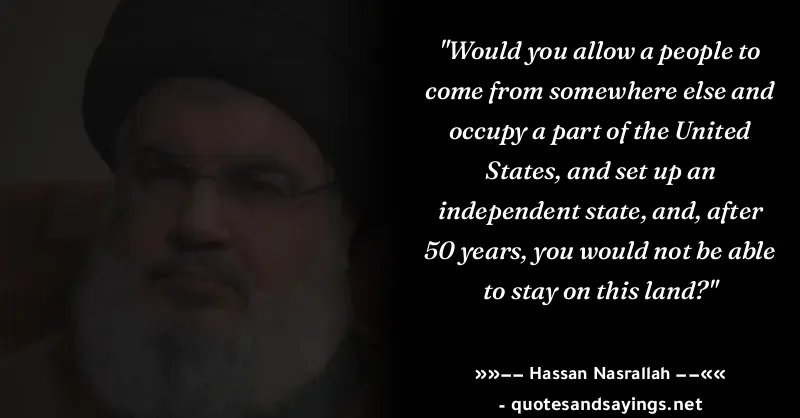 "Would you allow a people to
come from somewhere else and
occupy a part of the United
States, and set up an
independent state, and, after
50 years, you would not be able
to stay on this land?"
»»–– Hassan Nasrallah ––««
- quotesandsayings.net